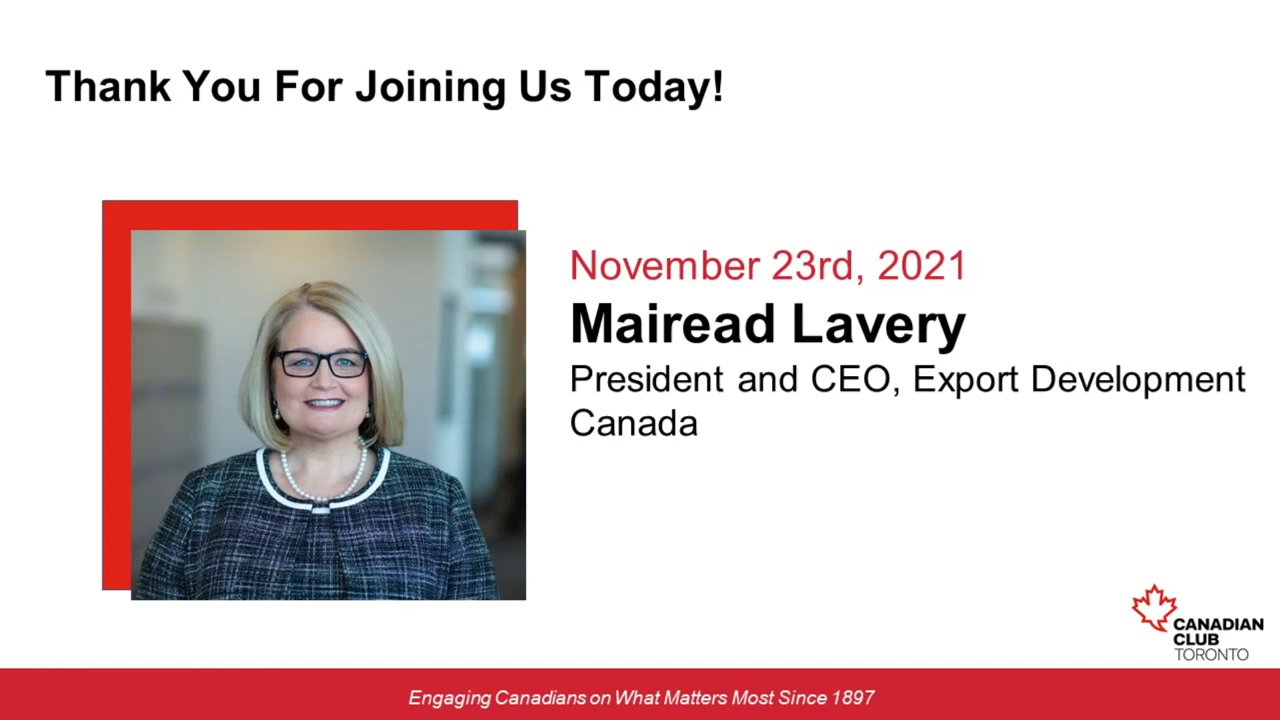 Thank You For Joining Us Today!
November 23rd, 2021
Mairead Lavery
President and CEO, Export Development
Canada
CANADIAN
CLUB
TORONTO
Engaging Canadians on What Matters Most Since 1897